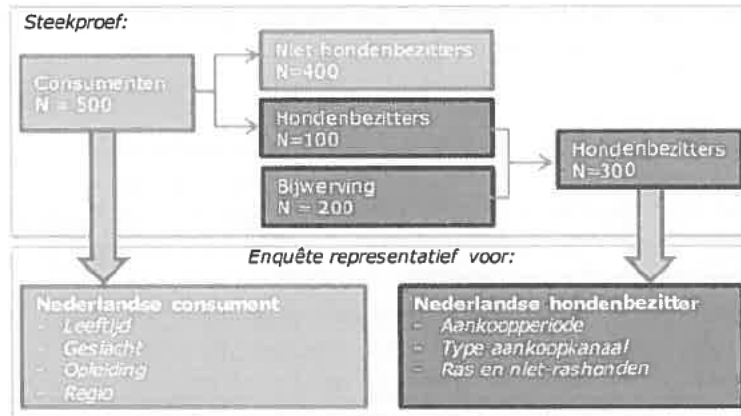 Steekproef:
Consumenten
N = 500
Niet-hondenbezitters
N=400
Hondenbezitters
N=100
Bijwerving
N = 200
Hondenbezitters
N=300
Enquête representatief voor:
Nederlandse consument
- Leeftijd
- Geslacht
- Opleiding
- Regio
Nederlandse hondenbezitter
- Aankoopperiode
- Type aankoopkanaal
- Ras en niet-rashonden